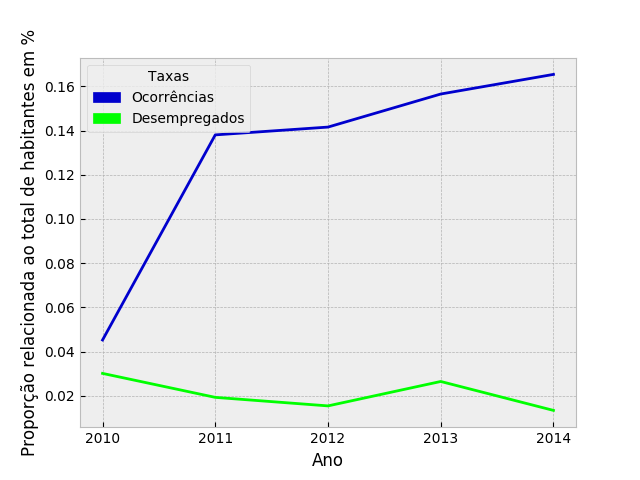 Proporção relacionada ao total de habitantes em %
Taxas
Ocorrências
Desempregados
0.16
0.14
0.12
0.10
0.08
0.06
0.04
0.02
2010 2011 2012 2013 2014
Ano